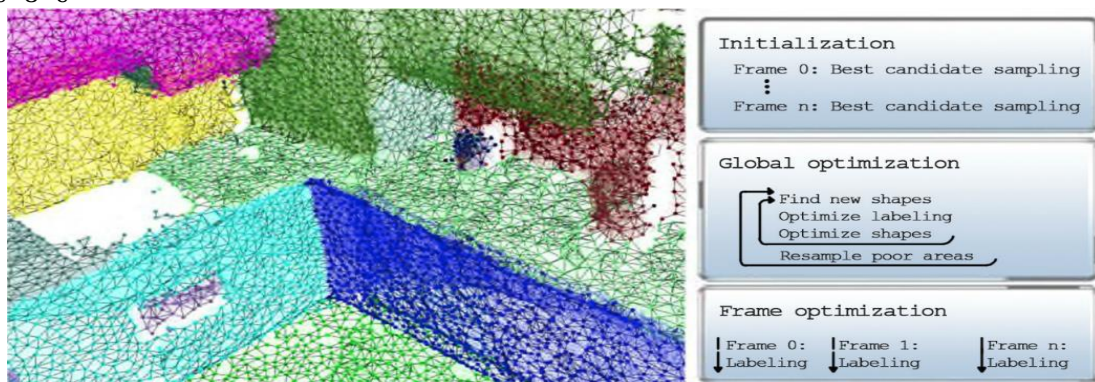 Initialization
Frame 0: Best candidate sampling
Frame n: Best candidate sampling
Global optimization
Find new shapes
Optimize labeling
Optimize shapes
Resample poor areas
Frame optimization
Frame 0: Frame 1: Frame n:
Labeling Labeling Labeling